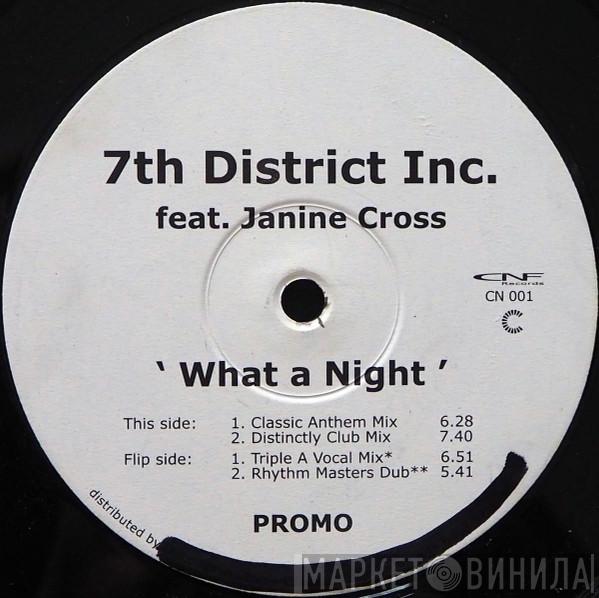 7th District Inc.
feat. Janine Cross
CNF
Records
CN 001
‘ What a Night ’
This side: 1. Classic Anthem Mix 6.28
2. Distinctly Club Mix 7.40
Flip side: 1. Triple A Vocal Mix* 6.51
2. Rhythm Masters Dub** 5.41
distributed by
PROMO
МАРКЕТ ВИНИЛА